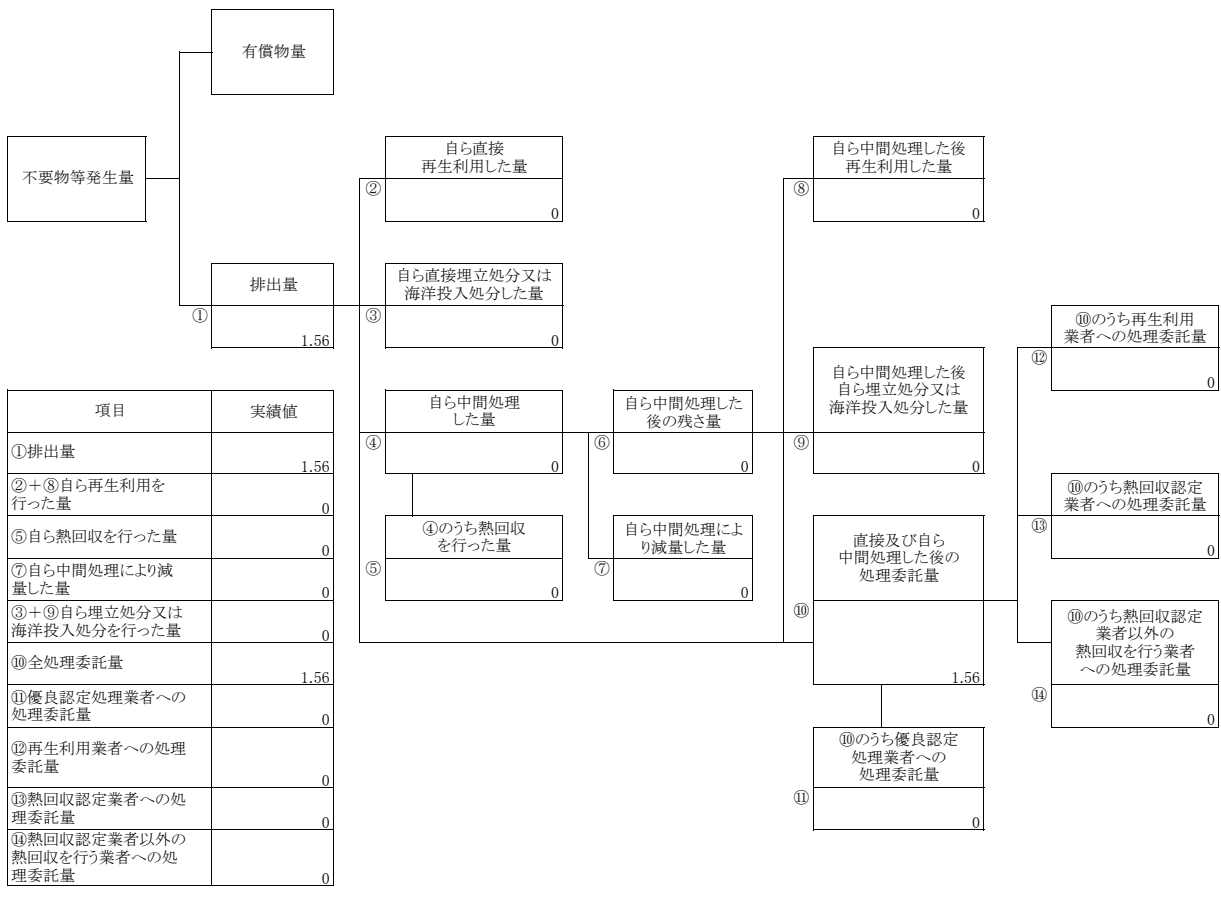 有償物量
不要物等発生量
自ら直接
再生利用した量
②
0
自ら中間処理した後
再生利用した量
⑧
0
排出量
①
1.56
自ら直接埋立処分又は
海洋投入処分した量
③
0
⑩のうち再生利用
業者への処理委託量
⑫
0
自ら中間処理
した量
④
0
自ら中間処理した
後の残さ量
⑥
0
自ら中間処理した後
自ら埋立処分又は
海洋投入処分した量
⑨
0
⑩のうち熱回収認定
業者への処理委託量
⑬
0
④のうち熱回収
を行った量
⑤
0
自ら中間処理によ
り減量した量
⑦
0
直接及び自ら
中間処理した後の
処理委託量
⑩
1.56
⑩のうち熱回収認定
業者以外の
熱回収を行う業者
への処理委託量
⑭
0
⑩のうち優良認定
処理業者への
処理委託量
⑪
0
項目 実績値
①排出量
1.56
②＋⑧自ら再生利用を
行った量
0
⑤自ら熱回収を行った量
0
⑦自ら中間処理により減
量した量
0
③＋⑨自ら埋立処分又は
海洋投入処分を行った量
0
⑩全処理委託量
1.56
⑪優良認定処理業者への
処理委託量
0
⑫再生利用業者への処理
委託量
0
⑬熱回収認定業者への処
理委託量
0
⑭熱回収認定業者以外の
熱回収を行う業者への処
理委託量
0